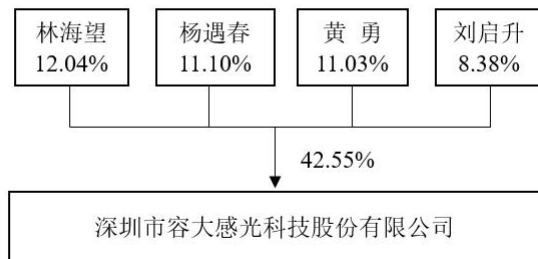 林海望
12.04%
杨遇春
11.10%
黄 勇
11.03%
刘启升
8.38%
42.55%
深圳市容大感光科技股份有限公司